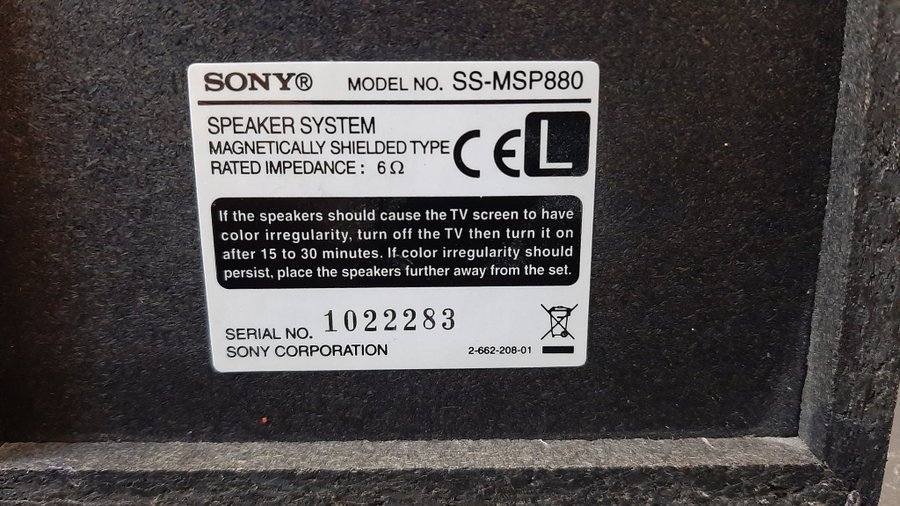 SONY® MODEL NO. SS-MSP880
SPEAKER SYSTEM
MAGNETICALLY SHIELDED TYPE
RATED IMPEDANCE : 6 Ω
CE L
If the speakers should cause the TV screen to have
color irregularity, turn off the TV then turn it on
after 15 to 30 minutes. If color irregularity should
persist, place the speakers further away from the set.
SERIAL NO. 1022283
SONY CORPORATION 2-662-208-01